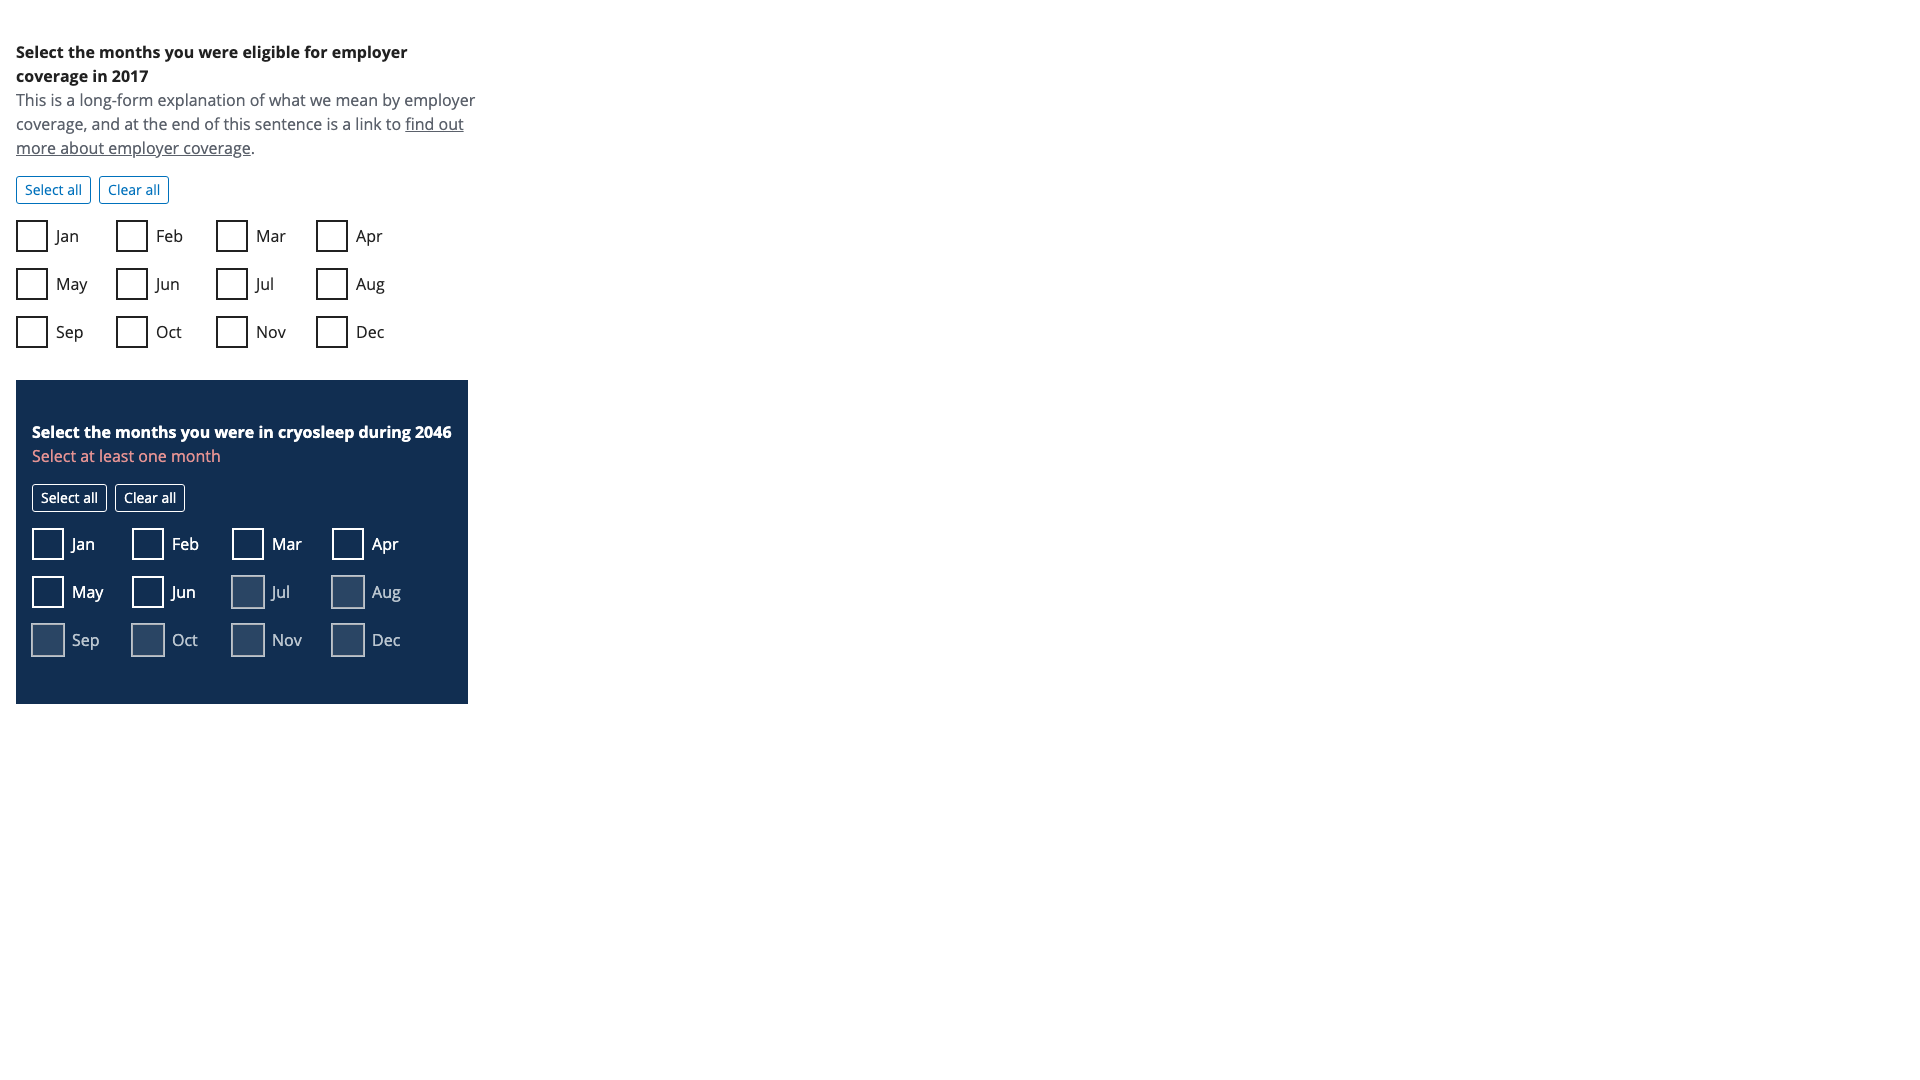 Select the months you were eligible for employer
coverage in 2017
This is a long-form explanation of what we mean by employer
coverage, and at the end of this sentence is a link to find out
more about employer coverage.
Select all Clear all
Jan Feb Mar Apr
May Jun Jul Aug
Sep Oct Nov Dec
Select the months you were in cryosleep during 2046
Select at least one month
Select all Clear all
Jan Feb Mar Apr
May Jun Jul Aug
Sep Oct Nov Dec